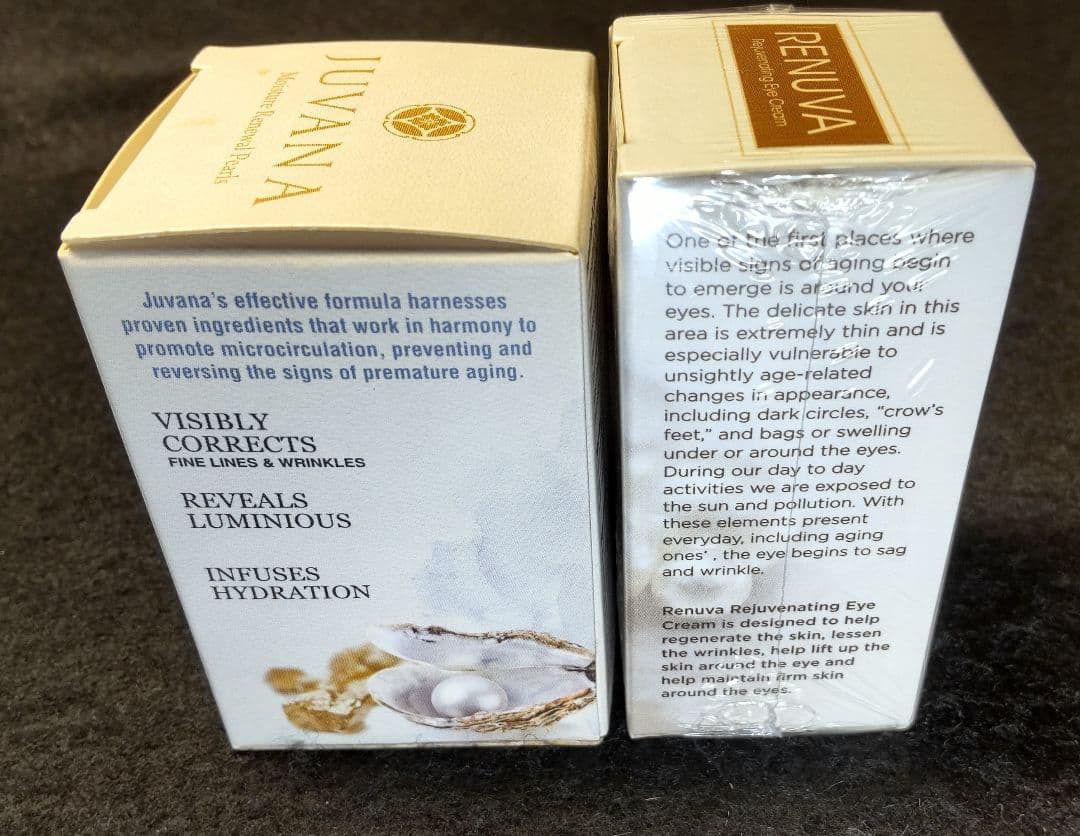 JUVANA
Moisture Renewal Pearls
Juvana's effective formula harnesses
proven ingredients that work in harmony to
promote microcirculation, preventing and
reversing the signs of premature aging.
VISIBLY
CORRECTS
FINE LINES & WRINKLES
REVEALS
LUMINIOUS
INFUSES
HYDRATION
RENUVA
Rejuvenating Eye Cream
One of the first places where
visible signs of aging begin
to emerge is around your
eyes. The delicate skin in this
area is extremely thin and is
especially vulnerable to
unsightly age-related
changes in appearance,
including dark circles, "crow's
feet," and bags or swelling
under or around the eyes.
During our day to day
activities we are exposed to
the sun and pollution. With
these elements present
everyday, including aging
ones' , the eye begins to sag
and wrinkle.
Renuva Rejuvenating Eye
Cream is designed to help
regenerate the skin, lessen
the wrinkles, help lift up the
skin around the eye and
help maintain firm skin
around the eyes.